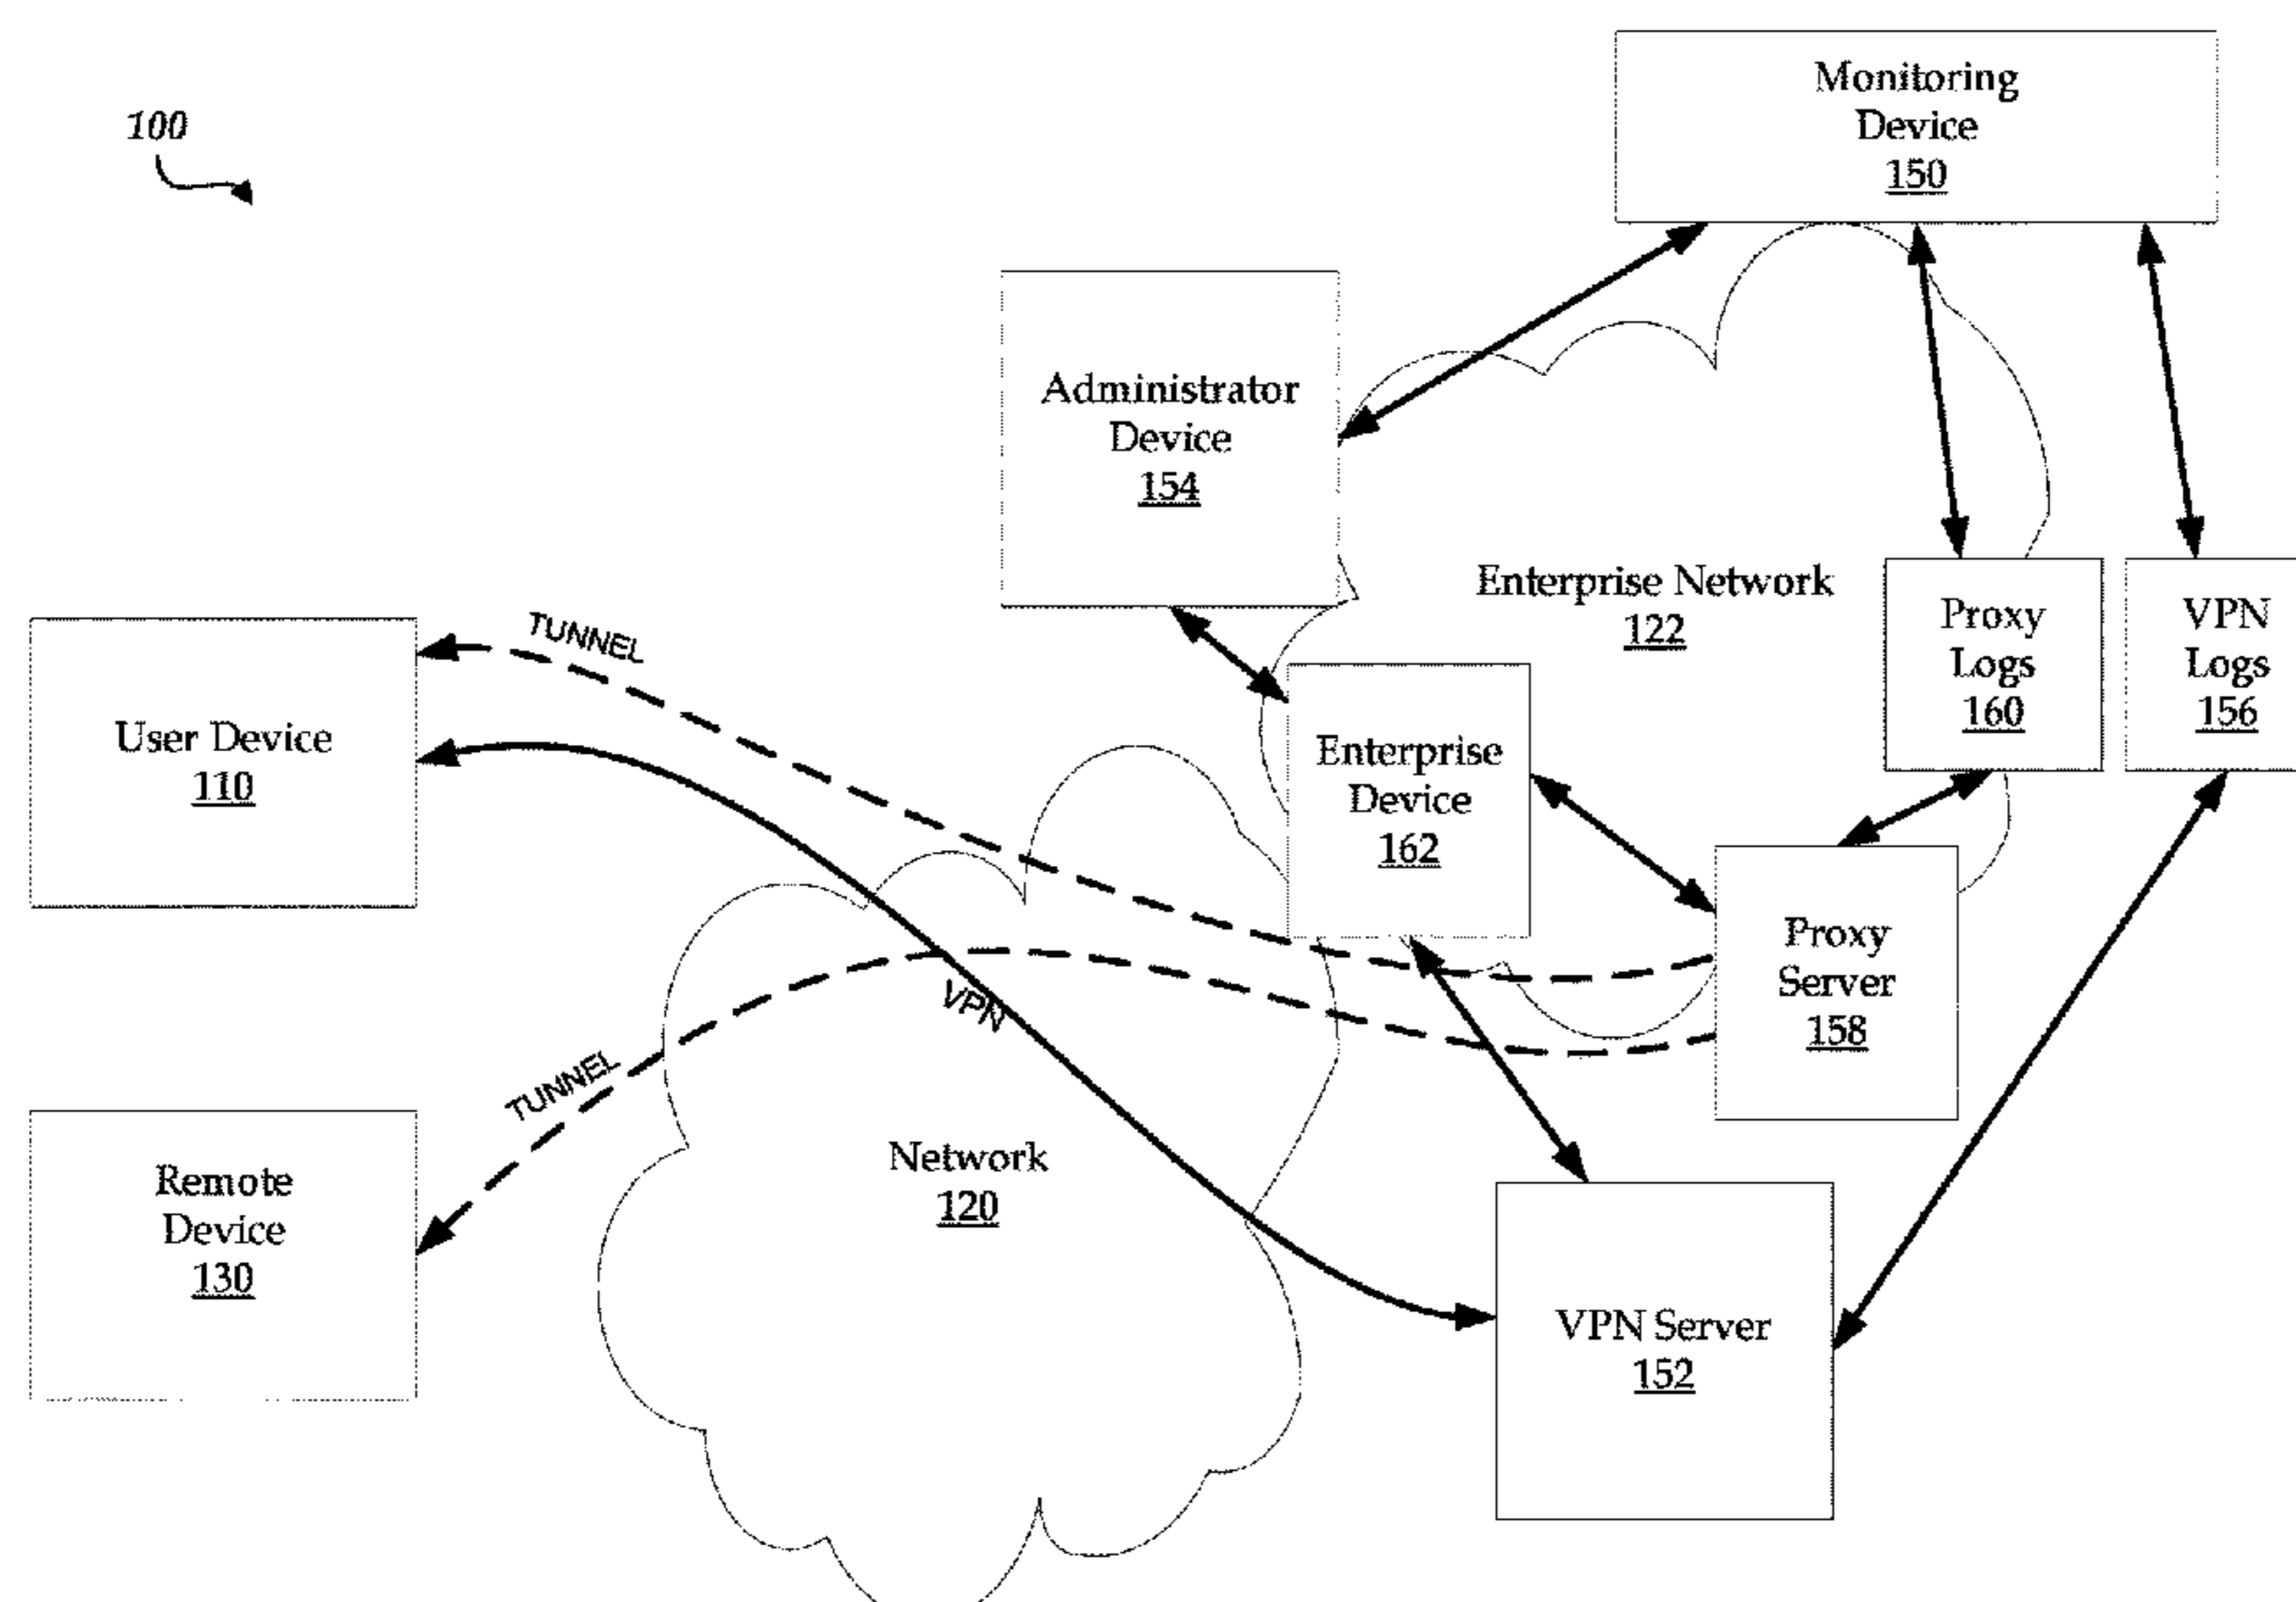 100
Monitoring
Device
150
Administrator
Device
154
Enterprise Network
122
Proxy
Logs
160
VPN
Logs
156
TUNNEL
User Device
110
Enterprise
Device
162
Proxy
Server
158
VPN
TUNNEL
Remote
Device
130
Network
120
VPN Server
152